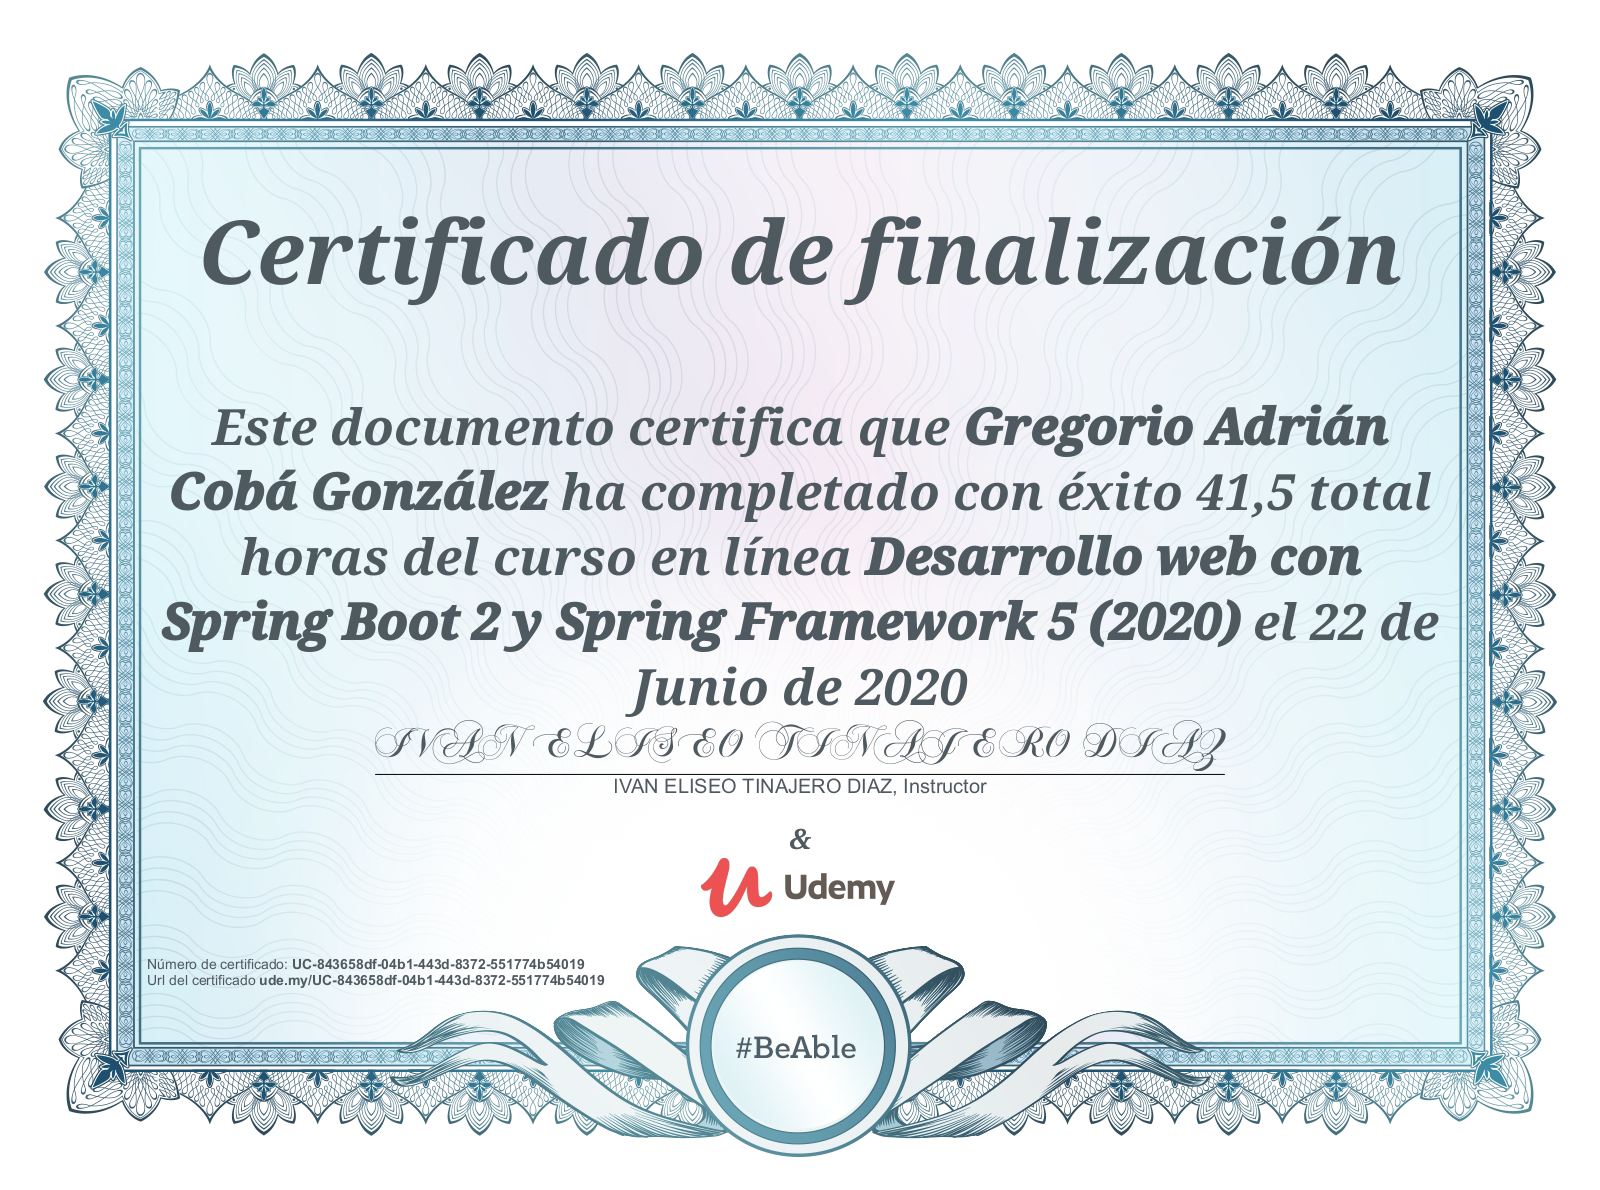 Certificado de finalización
Este documento certifica que Gregorio Adrián
Cobá González ha completado con éxito 41,5 total
horas del curso en línea Desarrollo web con
Spring Boot 2 y Spring Framework 5 (2020) el 22 de
Junio de 2020
IVAN ELISEO TINAJERO DIAZ
IVAN ELISEO TINAJERO DIAZ, Instructor
&
Udemy
Número de certificado: UC-843658df-04b1-443d-8372-551774b54019
Url del certificado ude.my/UC-843658df-04b1-443d-8372-551774b54019
#BeAble